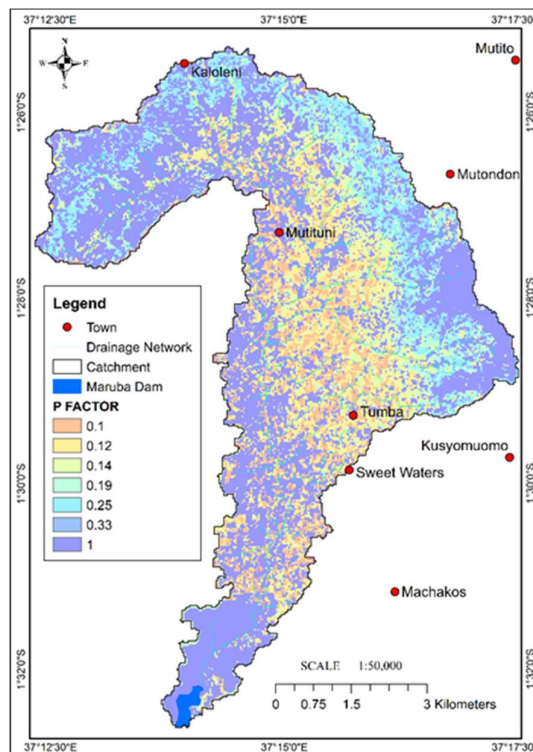 37°12'30"E 37°15'0"E 37°17'30"E
N
W E
S
Mutito
Kaloleni
1°26'0"S 1°26'0"S
Mutondon
Mutituni
1°28'0"S 1°28'0"S
Legend
Town
Drainage Network
Catchment
Maruba Dam
P FACTOR
0.1
0.12
0.14
0.19
0.25
0.33
1
Tumba
Kusyomuomo
Sweet Waters
1°30'0"S 1°30'0"S
Machakos
SCALE 1:50,000
0 0.75 1.5 3 Kilometers
1°32'0"S 1°32'0"S
37°12'30"E 37°15'0"E 37°17'30"E